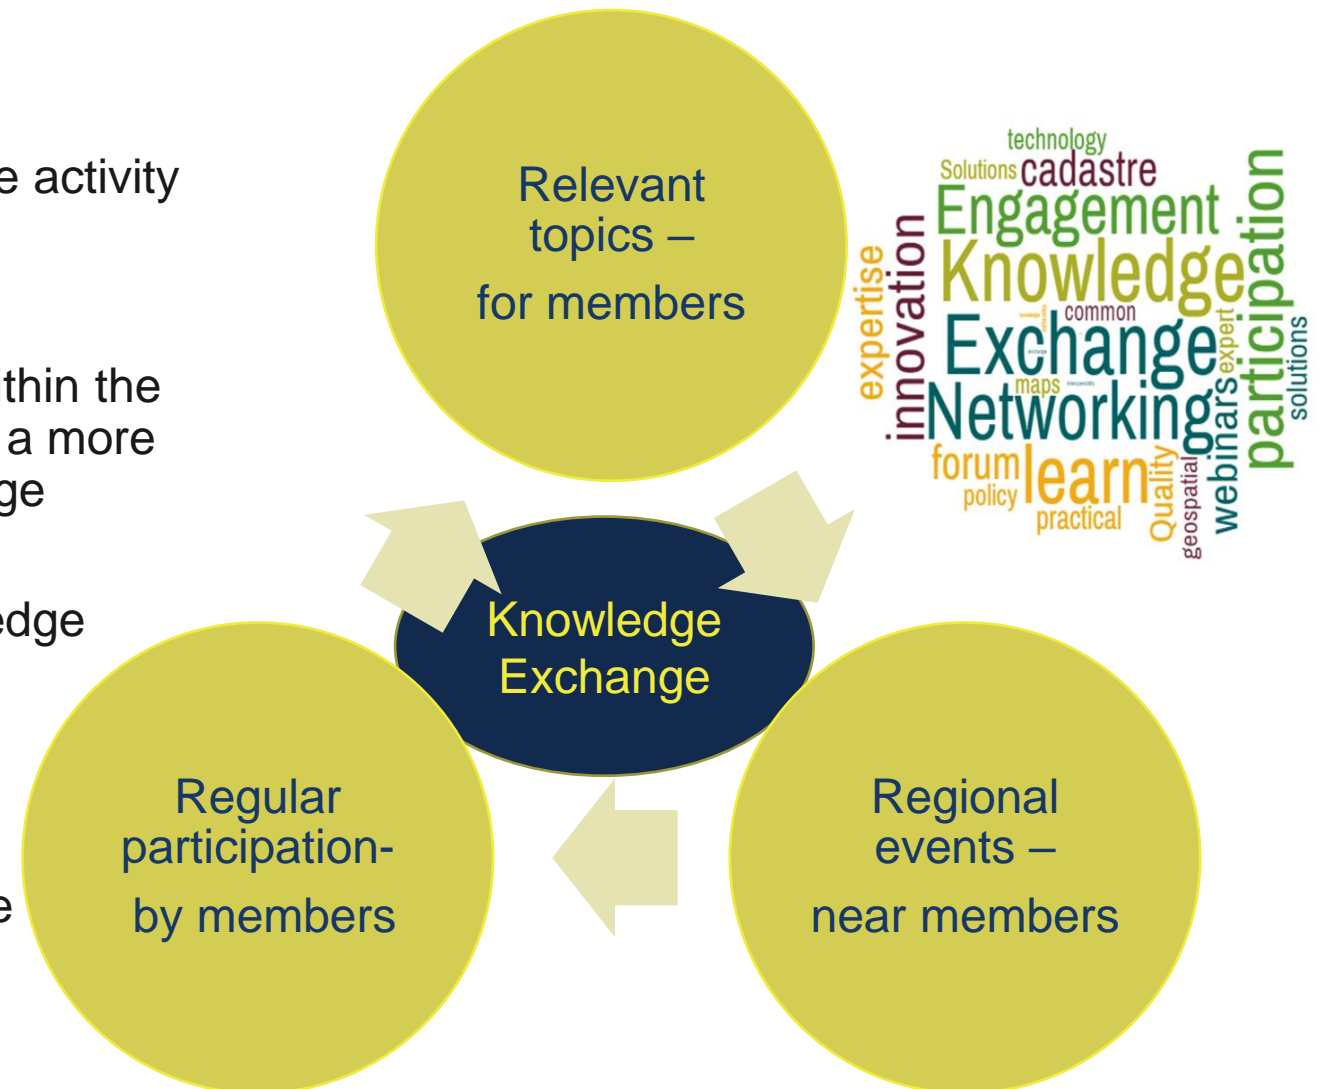 e activity
ithin the
a more
ge
edge
e
Relevant
topics –
for members
Knowledge
Exchange
Regional
events –
near members
Regular
participation-
by members
technology
Solutions cadastre
Engagement
Knowledge
common
Exchange
maps
Networking
forum learn
policy
practical
expertise
innovation
Quality
geospatial
webinars
expert
participation
solutions